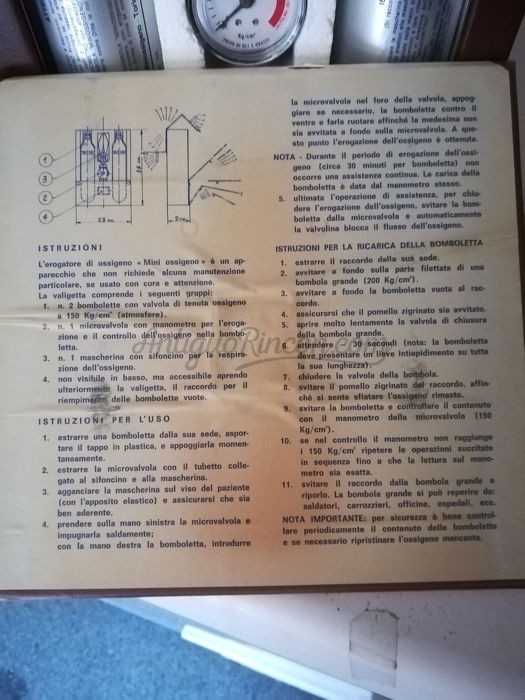 Kg/cm²
1
3
2
4
ISTRUZIONI
L'erogatore di ossigeno « Mini ossigeno » è un ap-
parecchio che non richiede alcuna manutenzione
particolare, se usato con cura e attenzione.
La valigetta comprende i seguenti gruppi:
1. n. 2 bombolette con valvola di tenuta ossigeno
a 150 Kg/cm² (atmosfere).
2. n. 1 microvalvola con manometro per l'eroga-
zione e il controllo dell'ossigeno nella bombo-
letta.
3. n. 1 mascherina con sifoncino per la respira-
zione dell'ossigeno.
4. non visibile in basso, ma accessibile aprendo
ulteriormente la valigetta, il raccordo per il
riempimento delle bombolette vuote.
ISTRUZIONI PER L'USO
1. estrarre una bomboletta dalla sua sede, aspor-
tare il tappo in plastica, e appoggiarla momen-
taneamente.
2. estrarre la microvalvola con il tubetto colle-
gato al sifoncino e alla mascherina.
3. agganciare la mascherina sul viso del paziente
(con l'apposito elastico) e assicurarsi che sia
ben aderente.
4. prendere sulla mano sinistra la microvalvola e
impugnarla saldamente;
con la mano destra la bomboletta, introdurre
la microvalvola nel foro della valvola, appog-
giare se necessario, la bomboletta contro il
ventre e farla ruotare affinché la medesima non
sia avvitata a fondo sulla microvalvola. A que-
sto punto l'erogazione dell'ossigeno è ottenuta.
NOTA - Durante il periodo di erogazione dell'ossi-
geno (circa 30 minuti per bomboletta) non
occorre una assistenza continua. La carica della
bomboletta è data dal manometro stesso.
5. ultimata l'operazione di assistenza, per chiu-
dere l'erogazione dell'ossigeno, svitare la bom-
boletta dalla microvalvola e automaticamente
la valvolina blocca il flusso dell'ossigeno.
ISTRUZIONI PER LA RICARICA DELLA BOMBOLETTA
1. estrarre il raccordo dalla sua sede.
2. avvitare a fondo sulla parte filettata di una
bombola grande (200 Kg/cm²).
3. avvitare a fondo la bomboletta vuota al rac-
cordo.
4. assicurarsi che il pomello zigrinato sia avvitato.
5. aprire molto lentamente la valvola di chiusura
della bombola grande.
6. attendere 30 secondi (nota: la bomboletta
deve presentare un lieve intiepidimento su tutta
la sua lunghezza).
7. chiudere la valvola della bombola.
8. svitare il pomello zigrinato del raccordo, affin-
ché si sente sfiatare l'ossigeno rimasto.
9. svitare la bomboletta e controllare il contenuto
con il manometro della microvalvola (150
Kg/cm²).
10. se nel controllo il manometro non raggiunge
i 150 Kg/cm² ripetere le operazioni succitate
in sequenza fino a che la lettura sul mano-
metro sia esatta.
11. svitare il raccordo dalla bombola grande e
riporlo. La bombola grande si può reperire da:
saldatori, carrozzieri, officine, ospedali, ecc.
NOTA IMPORTANTE: per sicurezza è bene control-
lare periodicamente il contenuto delle bombolette
e se necessario ripristinare l'ossigeno mancante.